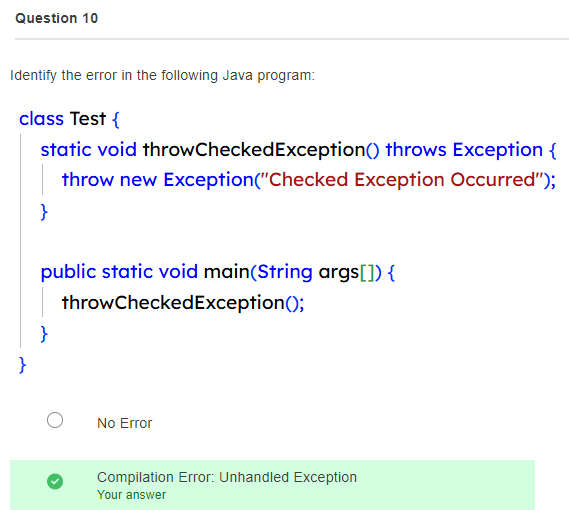 Question 10
Identify the error in the following Java program:
class Test {
static void throwCheckedException() throws Exception {
throw new Exception("Checked Exception Occurred");
}
public static void main(String args[]) {
throwCheckedException();
}
}
No Error
Compilation Error: Unhandled Exception
Your answer